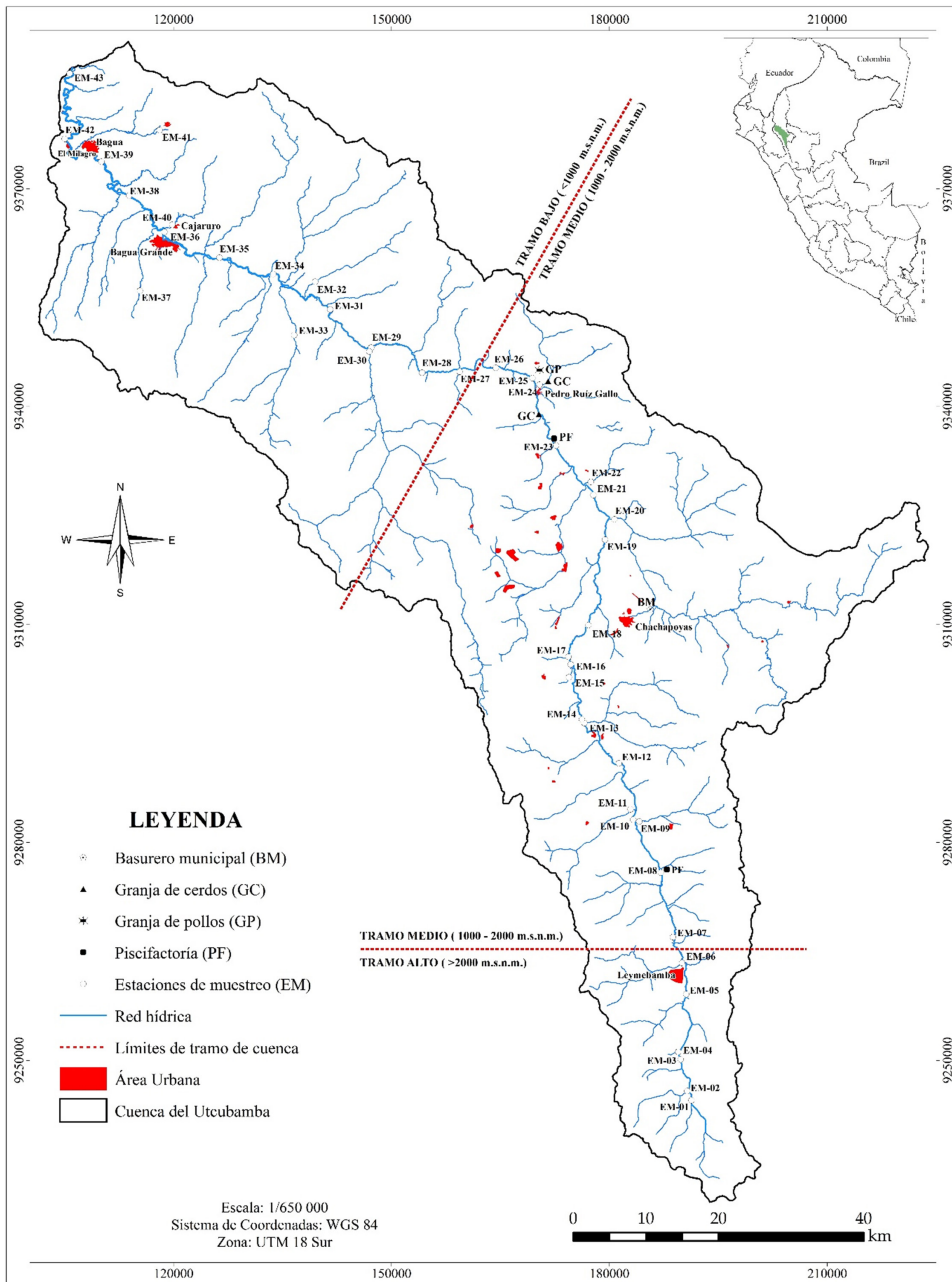 120000
150000
180000
210000
Colombia
Ecuador
Brazil
Chile
EM-43
EM-42
EM-41
Bagua
El Milagro
EM-39
9370000
9370000
TRAMO BAJO ( <1000 m.s.n.m.)
TRAMO MEDIO ( 1000 - 2000 m.s.n.m.)
EM-38
EM-40
Cajaruro
EM-36
Bagua Grande
EM-35
EM-34
EM-37
EM-32
EM-31
EM-33
EM-29
EM-30
EM-28
EM-26
EM-27
GP
EM-25
GC
EM-24
Pedro Ruíz Gallo
9340000
9340000
GC
PF
EM-23
EM-22
EM-21
EM-20
EM-19
N
W
E
S
BM
Chachapoyas
9310000
9310000
EM-18
EM-17
EM-16
EM-15
EM-14
EM-13
EM-12
EM-11
EM-10
EM-09
9280000
9280000
EM-08
PF
EM-07
TRAMO MEDIO ( 1000 - 2000 m.s.n.m.)
TRAMO ALTO ( >2000 m.s.n.m.)
EM-06
Leymebamba
EM-05
EM-04
EM-03
9250000
9250000
EM-02
EM-01
LEYENDA
Basurero municipal (BM)
Granja de cerdos (GC)
Granja de pollos (GP)
Piscifactoría (PF)
Estaciones de muestreo (EM)
Red hídrica
Límites de tramo de cuenca
Área Urbana
Cuenca del Utcubamba
Escala: 1/650 000
Sistema de Coordenadas: WGS 84
Zona: UTM 18 Sur
0
10
20
40
km
120000
150000
180000
210000